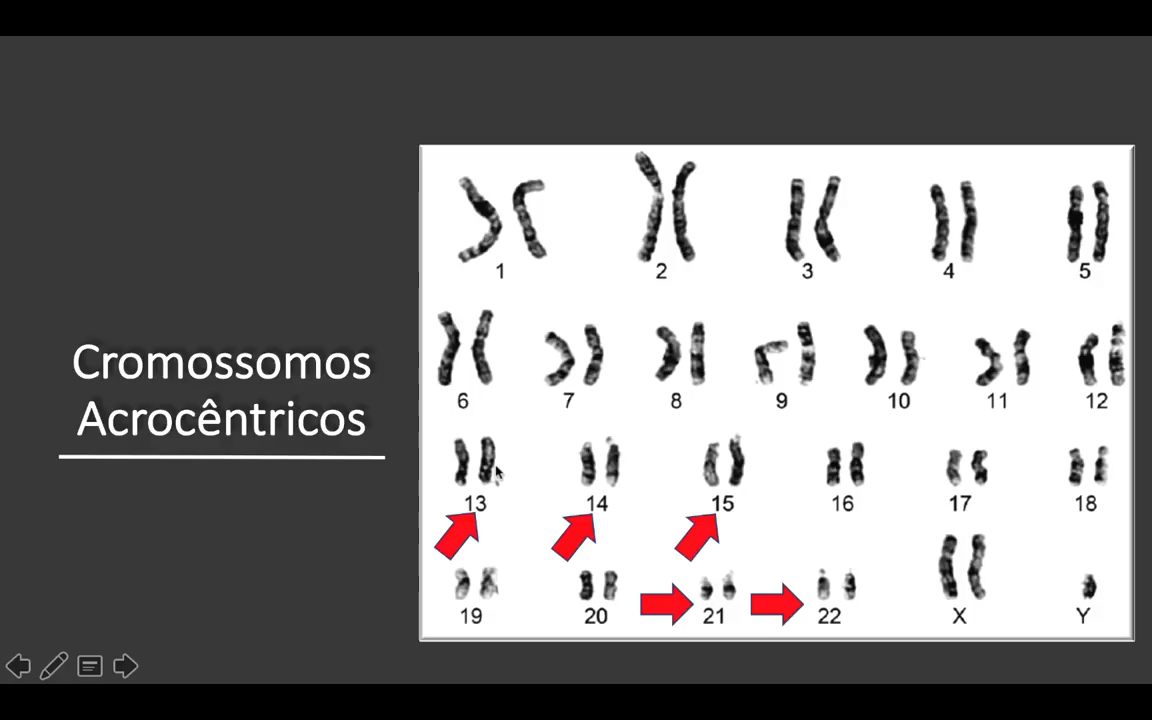 Cromossomos
Acrocêntricos
1 2 3 4 5
6 7 8 9 10 11 12
13 14 15 16 17 18
19 20 21 22 X Y